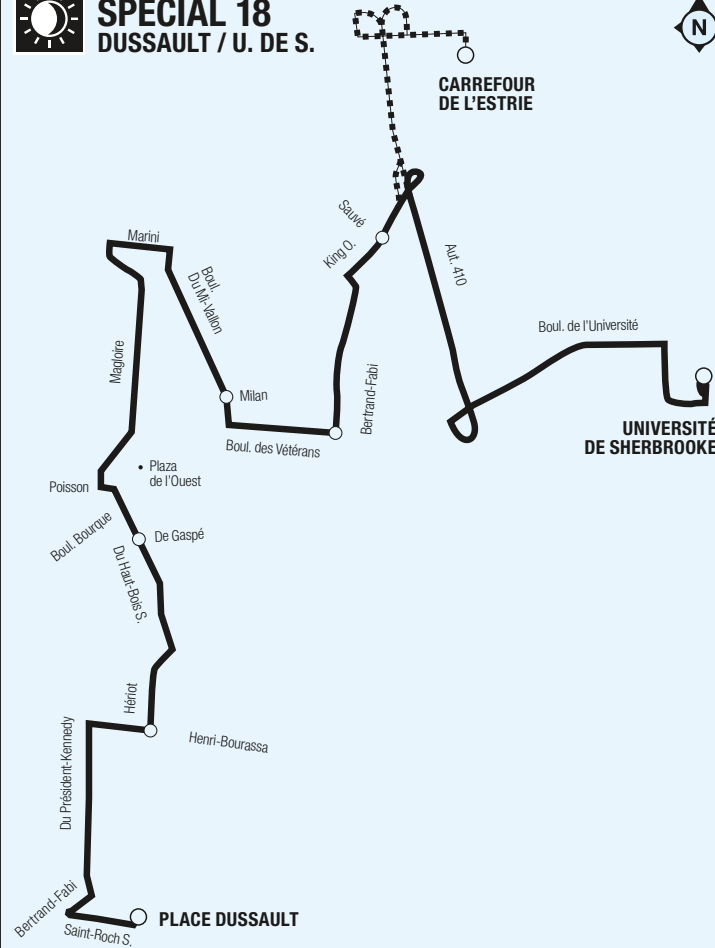 SPÉCIAL 18
DUSSAULT / U. DE S.
N
CARREFOUR
DE L'ESTRIE
Sauvé
King O.
Marini
Boul.
Du Mi-Vallon
Aut. 410
Boul. de l'Université
Magloire
Milan
Bertrand-Fabi
UNIVERSITÉ
DE SHERBROOKE
Boul. des Vétérans
Plaza
de l'Ouest
Poisson
Boul. Bourque
De Gaspé
Du Haut-Bois S.
Hériot
Henri-Bourassa
Du Président-Kennedy
Bertrand-Fabi
PLACE DUSSAULT
Saint-Roch S.